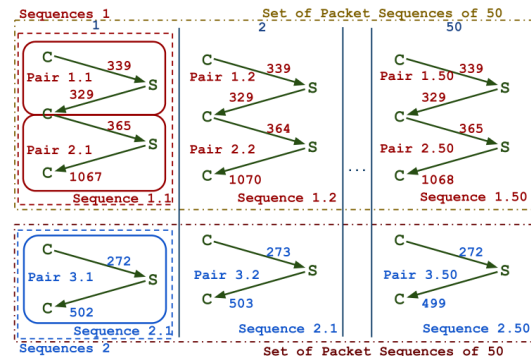 Sequences 1
Set of Packet Sequences of 50
1
2
50
C
339
Pair 1.1
S
329
C
365
Pair 2.1
S
C
1067
Sequence 1.1
C
339
Pair 1.2
S
329
C
364
Pair 2.2
S
C
1070
Sequence 1.2
...
C
339
Pair 1.50
S
329
C
365
Pair 2.50
S
C
1068
Sequence 1.50
C
272
Pair 3.1
S
C
502
Sequence 2.1
C
273
Pair 3.2
S
C
503
Sequence 2.1
C
272
Pair 3.50
S
C
499
Sequence 2.50
Sequences 2
Set of Packet Sequences of 50